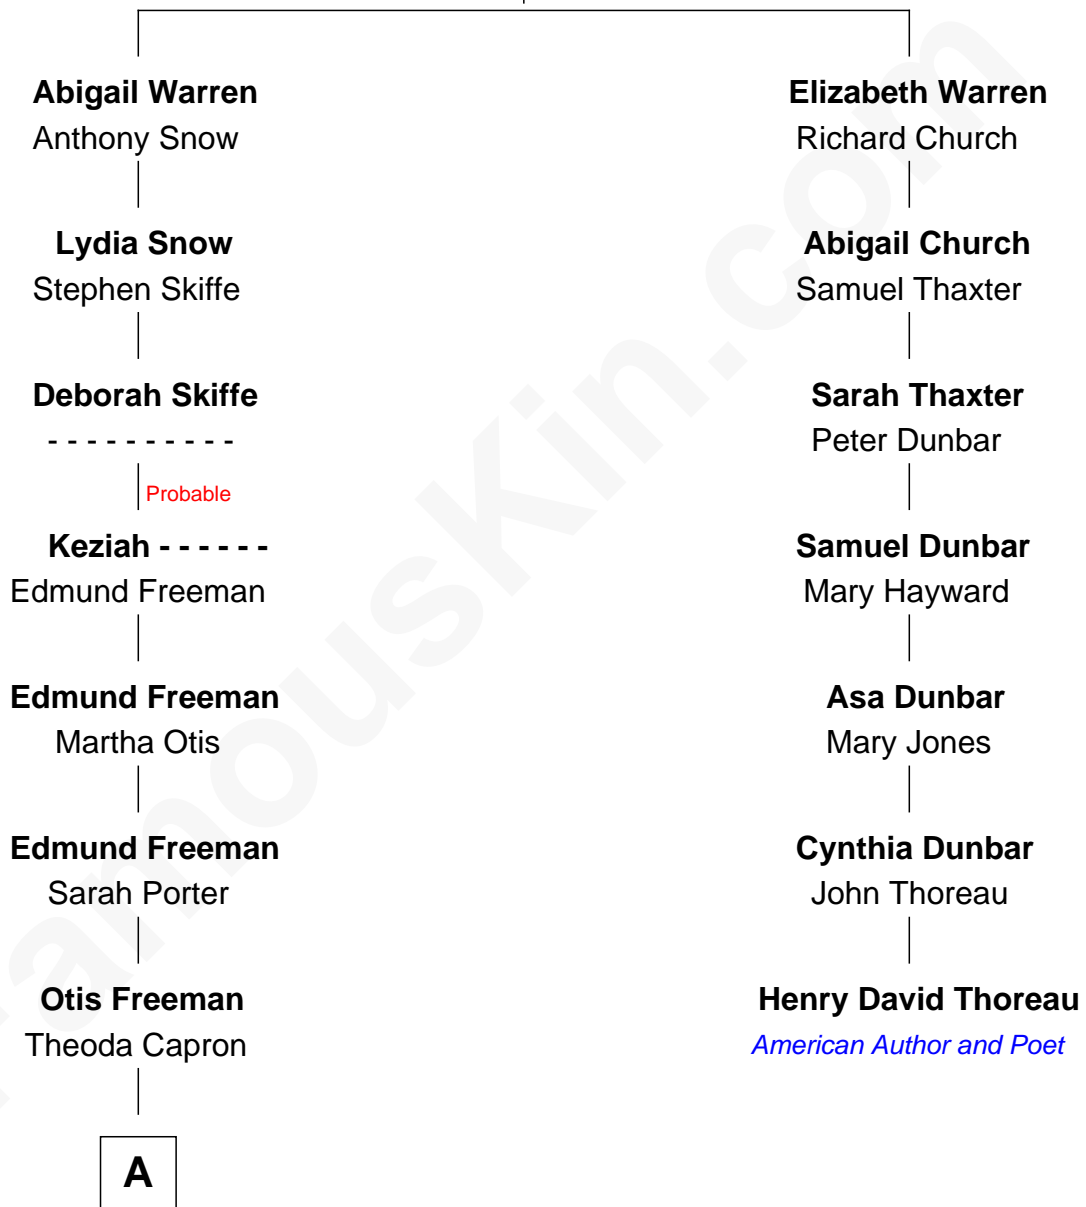 Abigail Warren
Anthony Snow
Lydia Snow
Stephen Skiffe
Deborah Skiffe
- - - - - - - - - -
Probable
Keziah - - - - - -
Edmund Freeman
Edmund Freeman
Martha Otis
Edmund Freeman
Sarah Porter
Otis Freeman
Theoda Capron
A
Elizabeth Warren
Richard Church
Abigail Church
Samuel Thaxter
Sarah Thaxter
Peter Dunbar
Samuel Dunbar
Mary Hayward
Asa Dunbar
Mary Jones
Cynthia Dunbar
John Thoreau
Henry David Thoreau
American Author and Poet
FamousKin.com